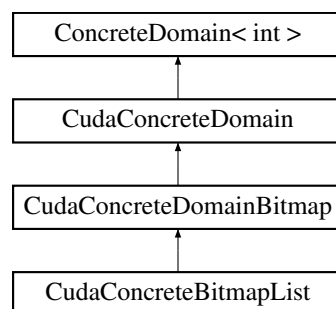 ConcreteDomain< int >
CudaConcreteDomain
CudaConcreteDomainBitmap
CudaConcreteBitmapList